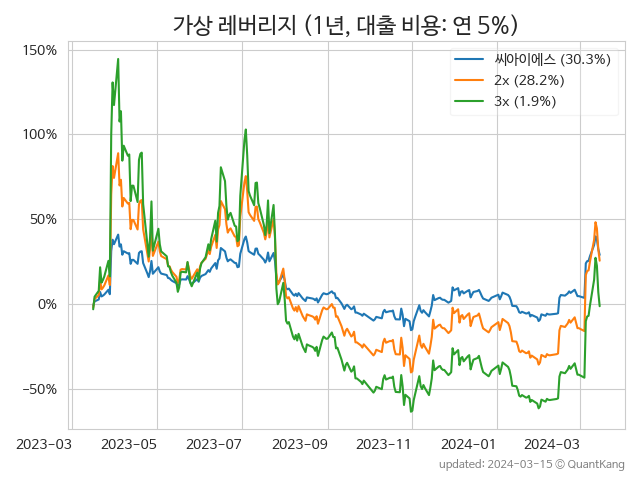 가상 레버리지 (1년, 대출 비용: 연 5%)
씨아이에스 (30.3%)
2x (28.2%)
3x (1.9%)
150%
100%
50%
0%
−50%
2023-03
2023-05
2023-07
2023-09
2023-11
2024-01
2024-03
updated: 2024-03-15 ⓒ QuantKang